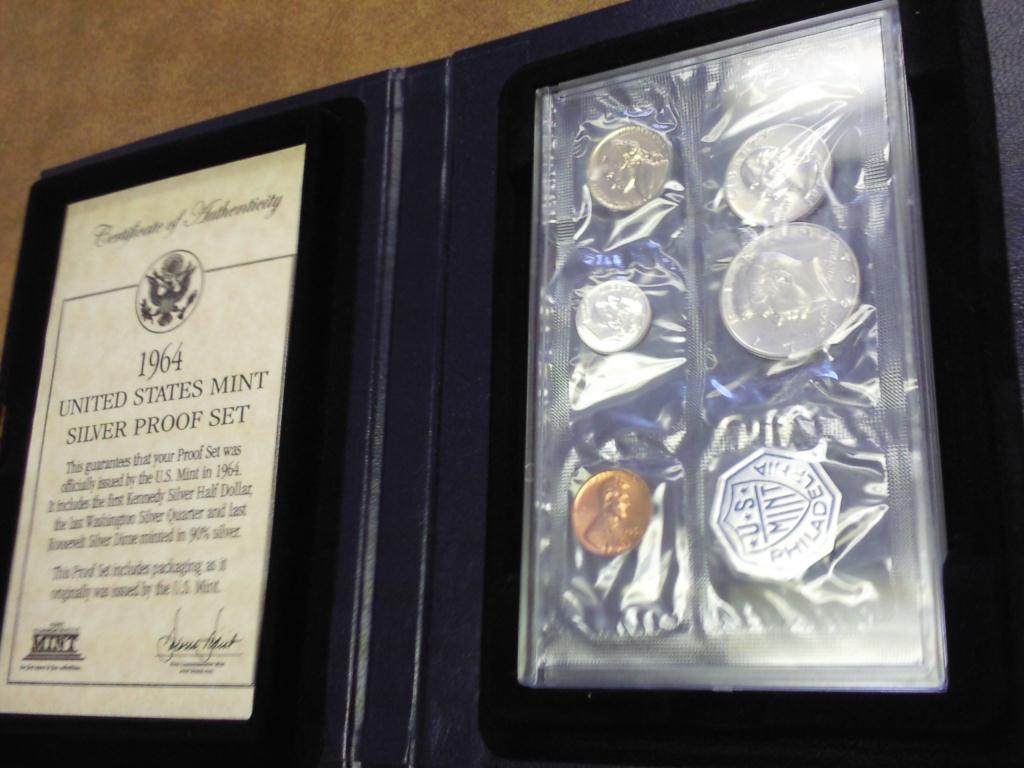 Certificate of Authenticity
1964
UNITED STATES MINT
SILVER PROOF SET
This guarantees that your Proof Set was
officially issued by the U.S. Mint in 1964.
It includes the first Kennedy Silver Half Dollar,
the last Washington Silver Quarter and last
Roosevelt Silver Dime minted in 90% silver.
This Proof Set includes packaging as it
originally was issued by the U.S. Mint.
MINT
U.S.
MINT
PHILADELPHIA